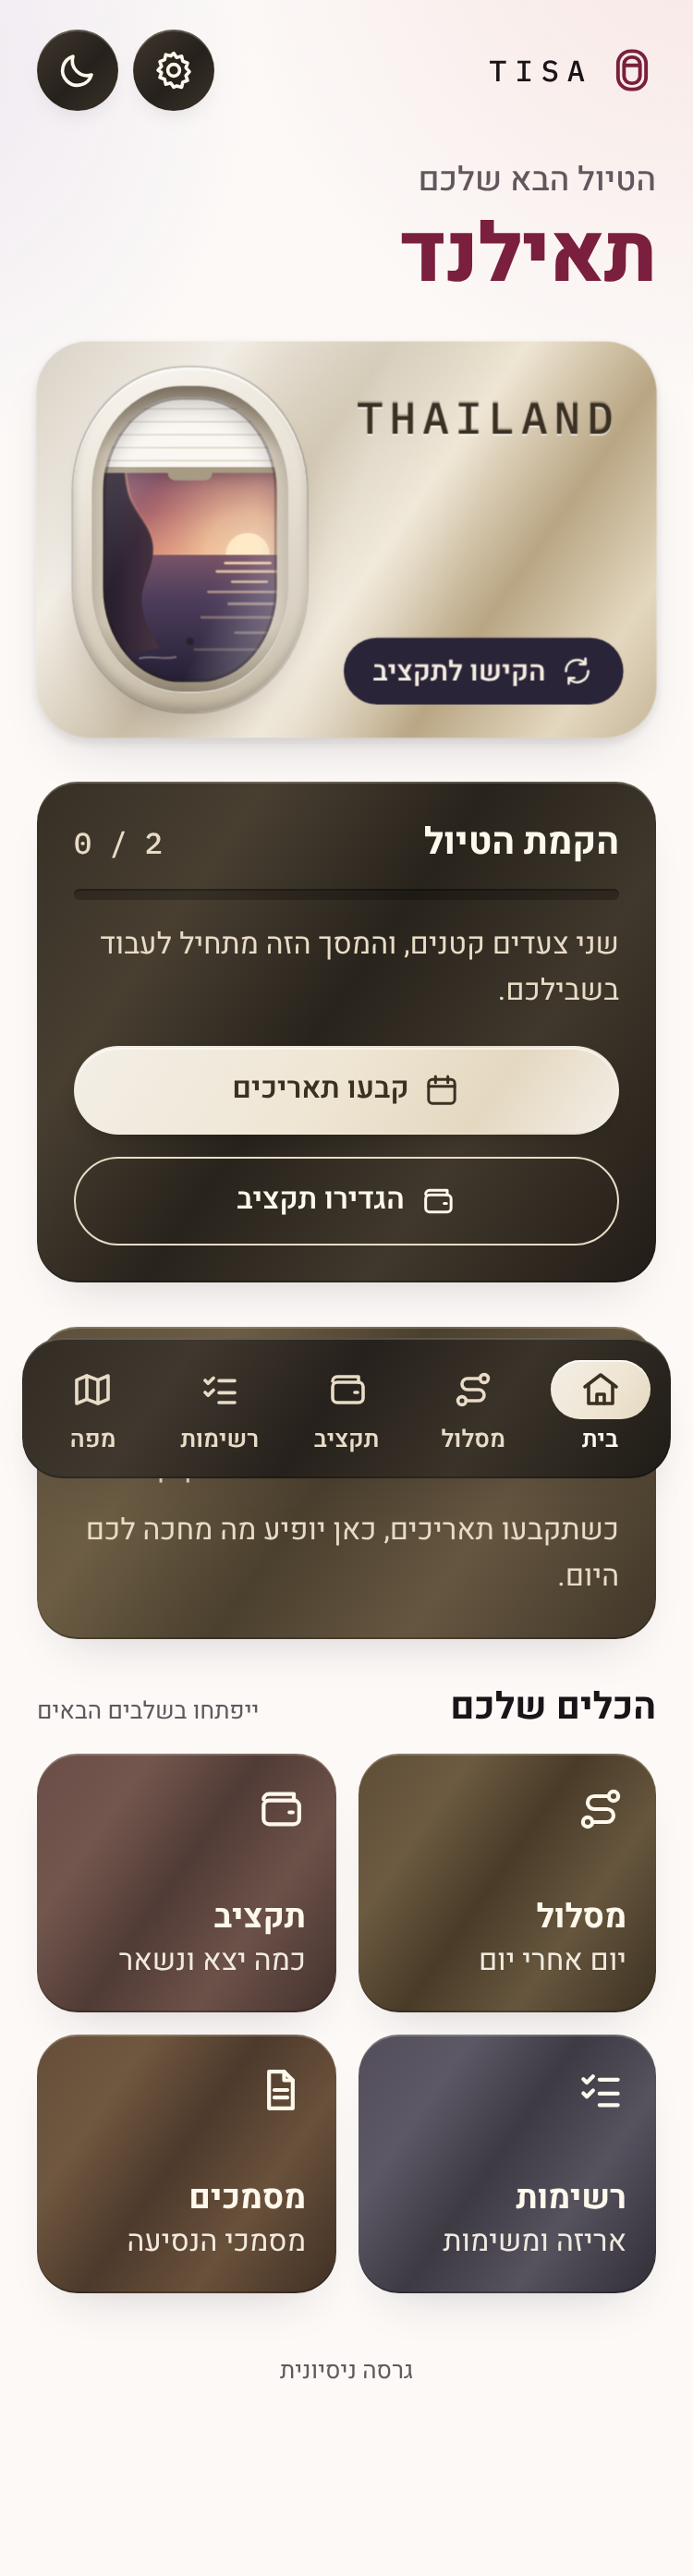 TISA
הטיול הבא שלכם
תאילנד
THAILAND
הקישו לתקציב
הקמת הטיול
0 / 2
שני צעדים קטנים, והמסך הזה מתחיל לעבוד
בשבילכם.
קבעו תאריכים
הגדירו תקציב
בית
מסלול
תקציב
רשימות
מפה
כשתקבעו תאריכים, כאן יופיע מה מחכה לכם
היום.
הכלים שלכם
ייפתחו בשלבים הבאים
מסלול
יום אחרי יום
תקציב
כמה יצא ונשאר
רשימות
אריזה ומשימות
מסמכים
מסמכי הנסיעה
גרסה ניסיונית